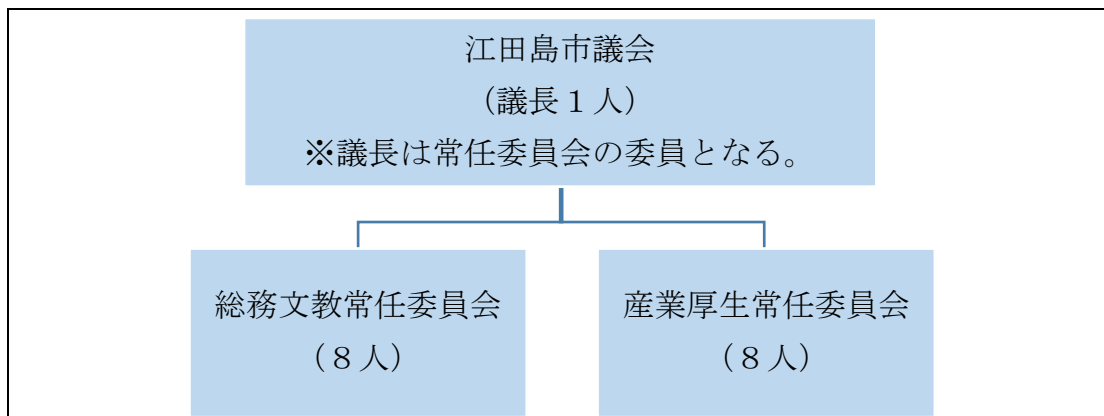 江田島市議会
（議長１人）
※議長は常任委員会の委員となる。
総務文教常任委員会
（８人）
産業厚生常任委員会
（８人）